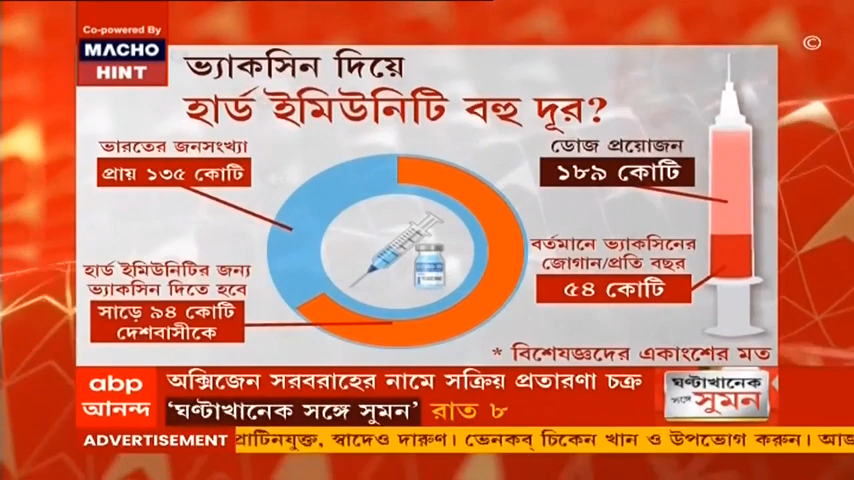 Co-powered By
MACHO
HINT
©
ভ্যাকসিন দিয়ে
হার্ড ইমিউনিটি বহু দূর?
ভারতের জনসংখ্যা
প্রায় ১৩৫ কোটি
হার্ড ইমিউনিটির জন্য
ভ্যাকসিন দিতে হবে
সাড়ে ৯৪ কোটি
দেশবাসীকে
ডোজ প্রয়োজন
১৮৯ কোটি
বর্তমানে ভ্যাকসিনের
জোগান/প্রতি বছর
৫৪ কোটি
* বিশেষজ্ঞদের একাংশের মত
abp
আনন্দ
অক্সিজেন সরবরাহের নামে সক্রিয় প্রতারণা চক্র
‘ঘণ্টাখানেক সঙ্গে সুমন’ রাত ৮
ঘণ্টাখানেক
সঙ্গে সুমন
ADVERTISEMENT প্রোটিনযুক্ত, স্বাদেও দারুণ। ভেনকব্ চিকেন খান ও উপভোগ করুন।